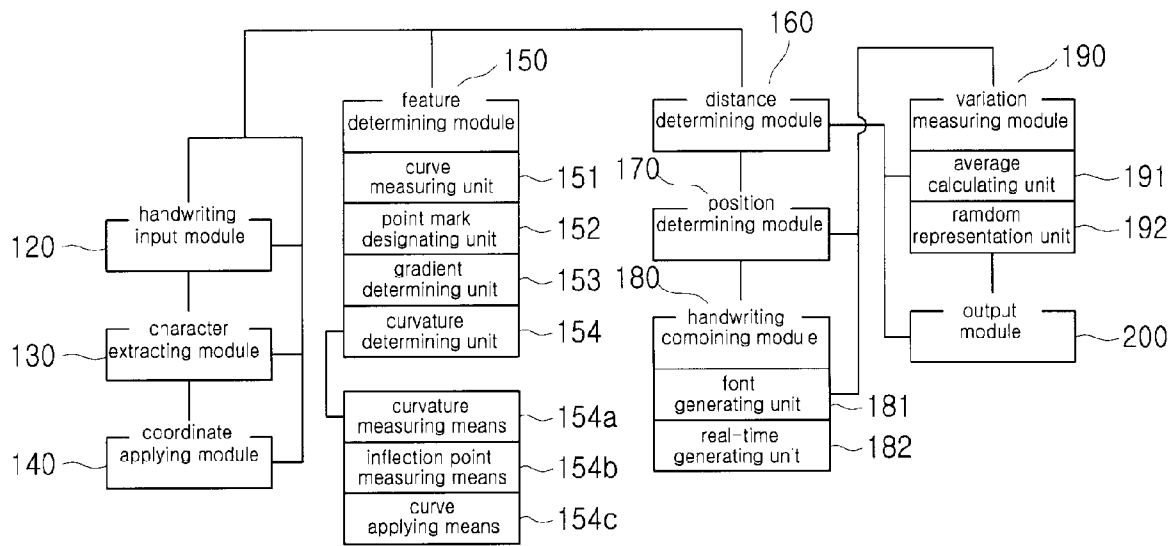 160
150
190
feature
determining module
distance
determining module
variation
measuring module
curve
measuring unit
151
170
average
calculating unit
191
handwriting
input module
120
point mark
designating unit
152
position
determining module
ramdom
representation unit
192
gradient
determining unit
153
180
character
extracting module
130
curvature
determining unit
154
handwriting
combining module
output
module
200
font
generating unit
181
curvature
measuring means
154a
coordinate
applying module
140
real-time
generating unit
182
inflection point
measuring means
154b
curve
applying means
154c